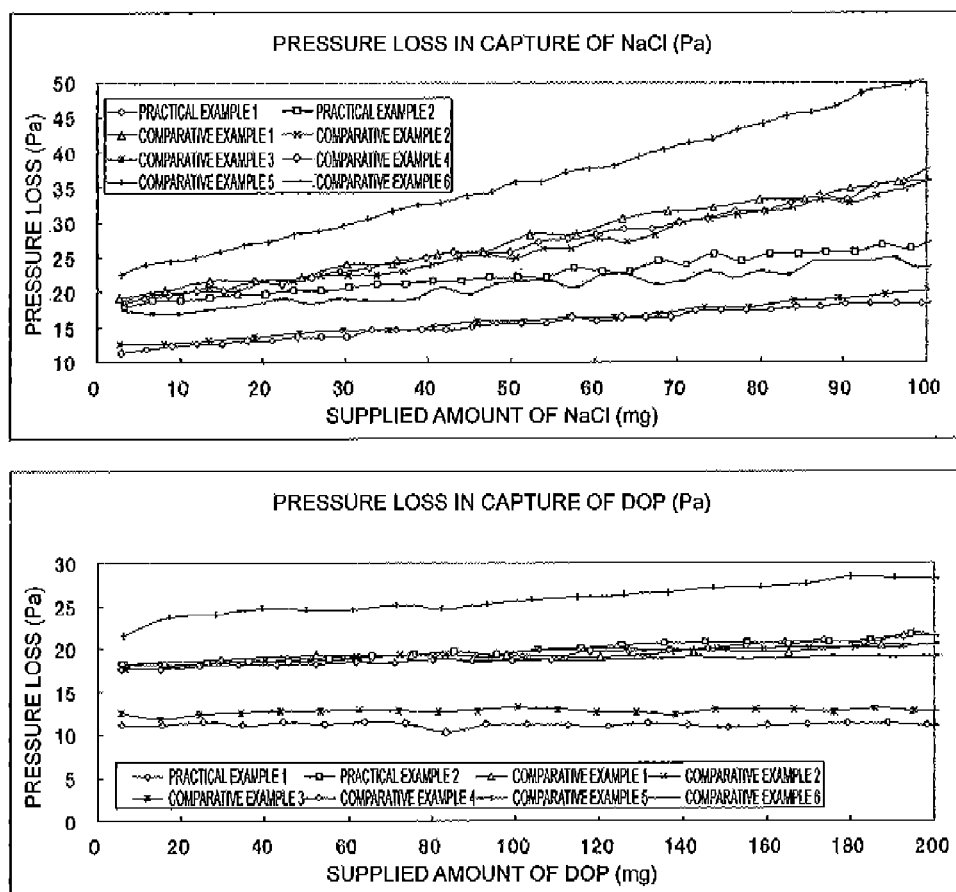 PRESSURE LOSS IN CAPTURE OF NaCl (Pa)
PRESSURE LOSS (Pa)
50
45
40
35
30
25
20
15
10
PRACTICAL EXAMPLE 1
PRACTICAL EXAMPLE 2
COMPARATIVE EXAMPLE 1
COMPARATIVE EXAMPLE 2
COMPARATIVE EXAMPLE 3
COMPARATIVE EXAMPLE 4
COMPARATIVE EXAMPLE 5
COMPARATIVE EXAMPLE 6
0 10 20 30 40 50 60 70 80 90 100
SUPPLIED AMOUNT OF NaCl (mg)
PRESSURE LOSS IN CAPTURE OF DOP (Pa)
PRESSURE LOSS (Pa)
30
25
20
15
10
5
0
PRACTICAL EXAMPLE 1 PRACTICAL EXAMPLE 2 COMPARATIVE EXAMPLE 1 COMPARATIVE EXAMPLE 2
COMPARATIVE EXAMPLE 3 COMPARATIVE EXAMPLE 4 COMPARATIVE EXAMPLE 5 COMPARATIVE EXAMPLE 6
0 20 40 60 80 100 120 140 160 180 200
SUPPLIED AMOUNT OF DOP (mg)